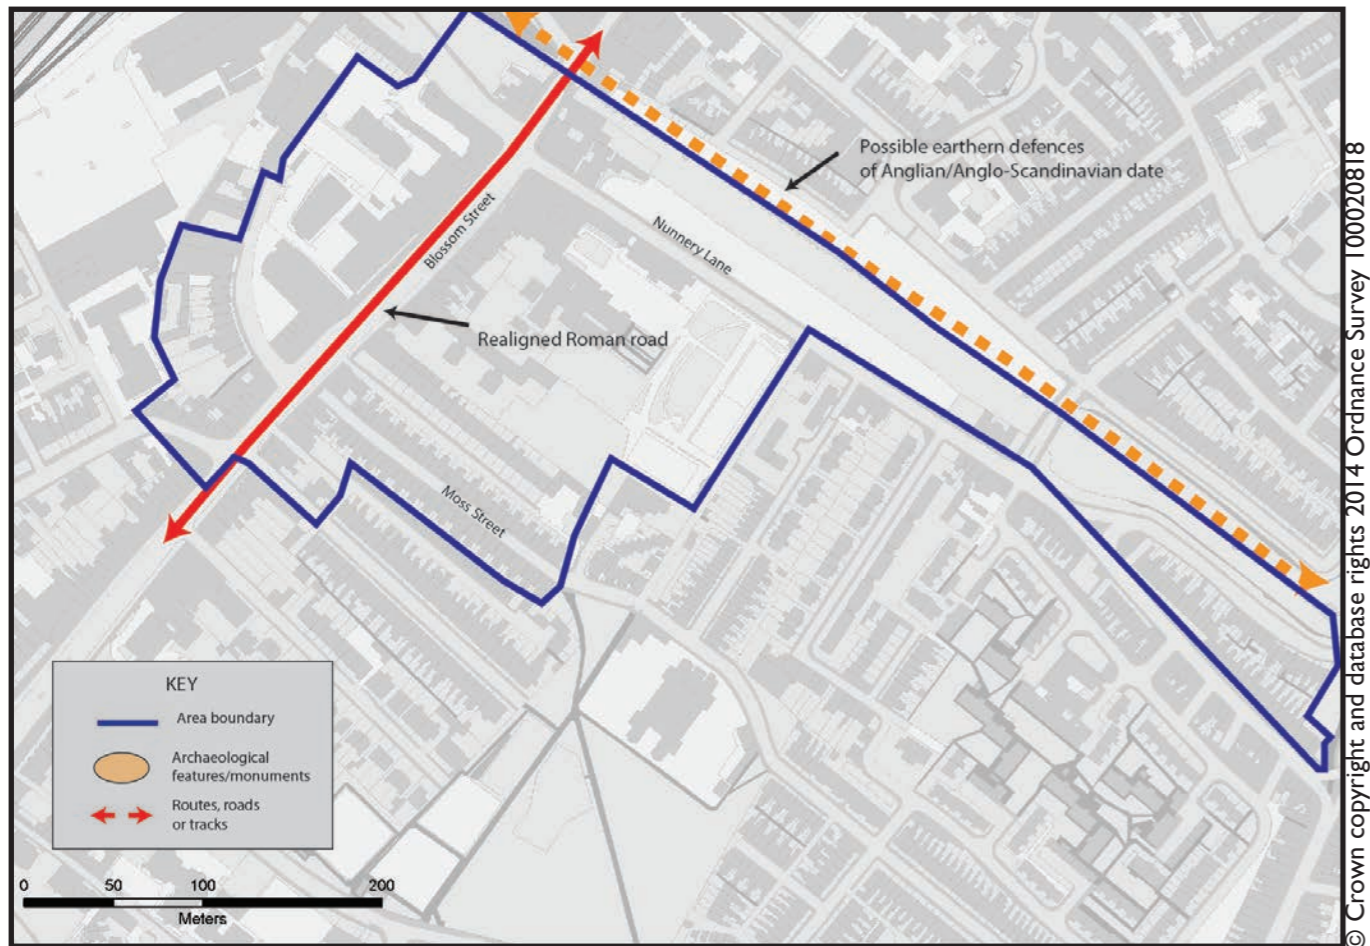 Possible earthern defences
of Anglian/Anglo-Scandinavian date
Blossom Street
Nunnery Lane
Realigned Roman road
Moss Street
KEY
Area boundary
Archaeological
features/monuments
Routes, roads
or tracks
0 50 100 200
Meters
© Crown copyright and database rights 2014 Ordnance Survey 100020818